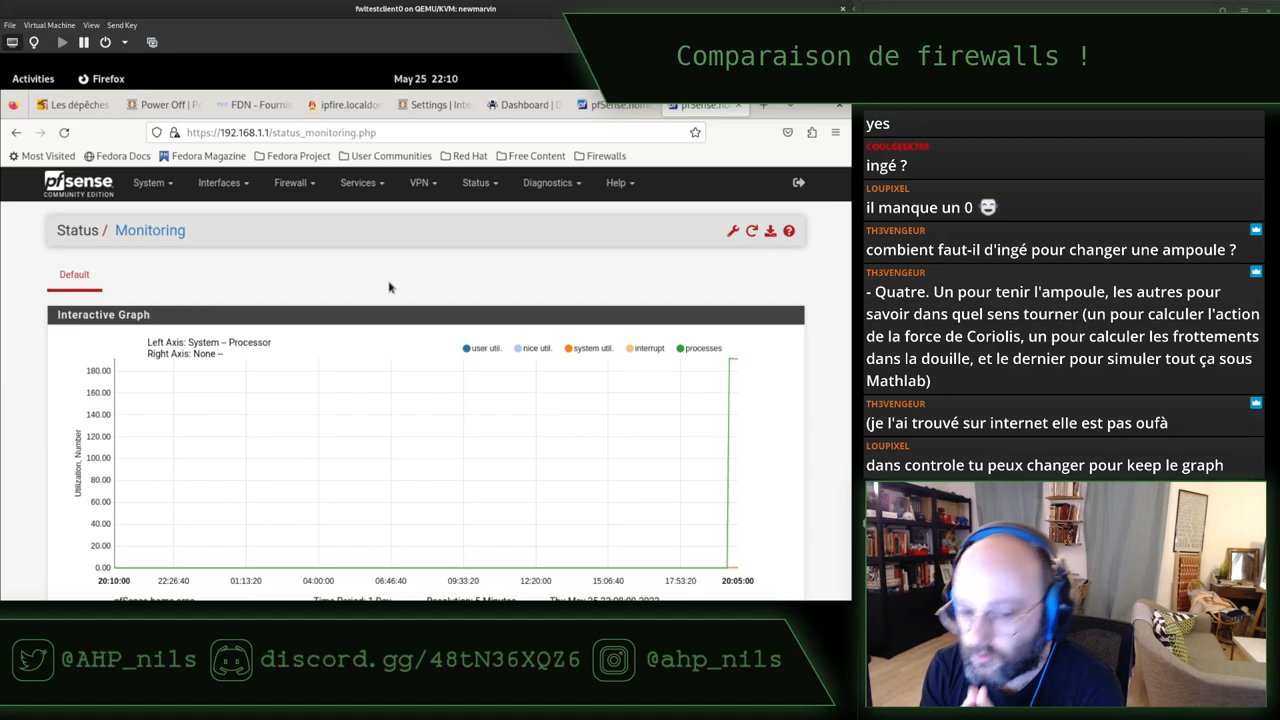 fwltestclient0 on QEMU/KVM: newmarvin
File Virtual Machine View Send Key
Activities Firefox May 25 22:10
Les dépêches Power Off | FDN - Fournis ipfire.localdo Settings | Inte Dashboard | pfSense.hom pfSense.hom
https://192.168.1.1/status_monitoring.php
Most Visited Fedora Docs Fedora Magazine Fedora Project User Communities Red Hat Free Content Firewalls
pfsense
COMMUNITY EDITION
System Interfaces Firewall Services VPN Status Diagnostics Help
Status / Monitoring
Default
Interactive Graph
Left Axis: System -- Processor
Right Axis: None --
user util. nice util. system util. interrupt processes
Utilization, Number
180.00
160.00
140.00
120.00
100.00
80.00
60.00
40.00
20.00
0.00
20:10:00 22:26:40 01:13:20 04:00:00 06:46:40 09:33:20 12:20:00 15:06:40 17:53:20 20:05:00
Comparaison de firewalls !
yes
COOLGEEK789
ingé ?
LOUPIXEL
il manque un 0
TH3VENGEUR
combient faut-il d'ingé pour changer une ampoule ?
TH3VENGEUR
- Quatre. Un pour tenir l'ampoule, les autres pour
savoir dans quel sens tourner (un pour calculer l'action
de la force de Coriolis, un pour calculer les frottements
dans la douille, et le dernier pour simuler tout ça sous
Mathlab)
TH3VENGEUR
(je l'ai trouvé sur internet elle est pas oufà
LOUPIXEL
dans controle tu peux changer pour keep le graph
@AHP_nils discord.gg/48tN36XQZ6 @ahp_nils